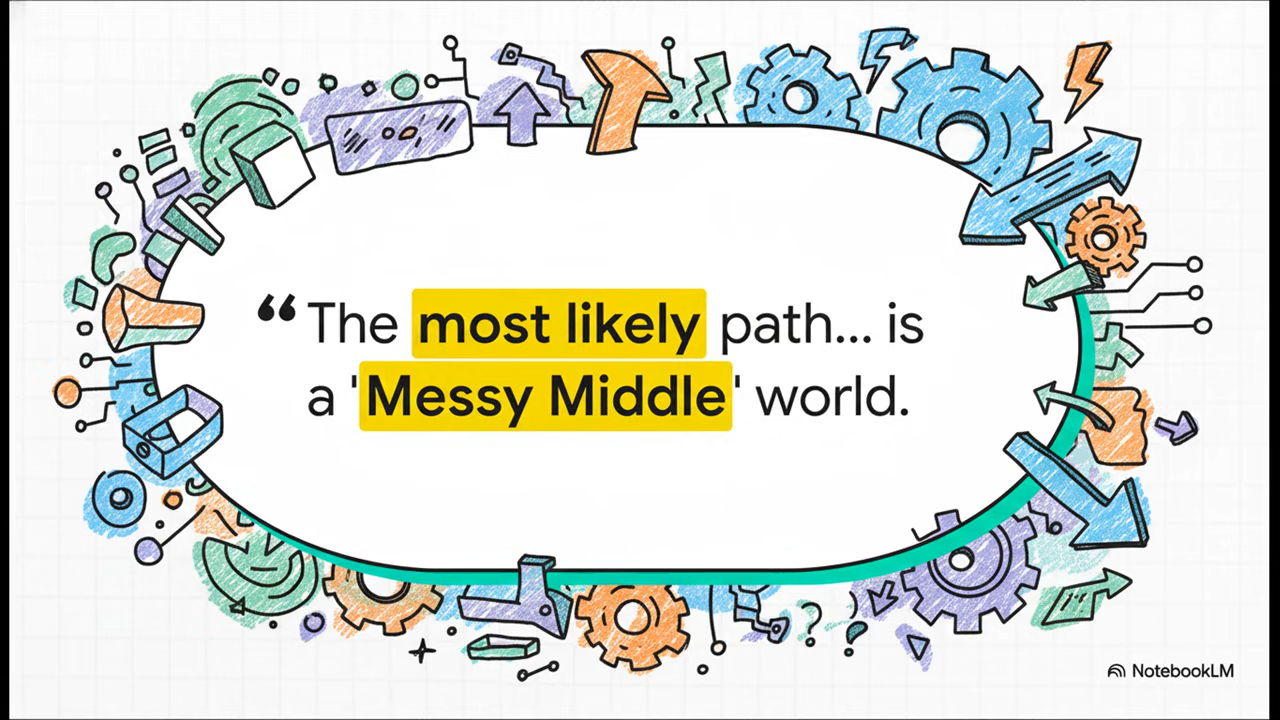 “ The most likely path... is
a 'Messy Middle' world.
NotebookLM